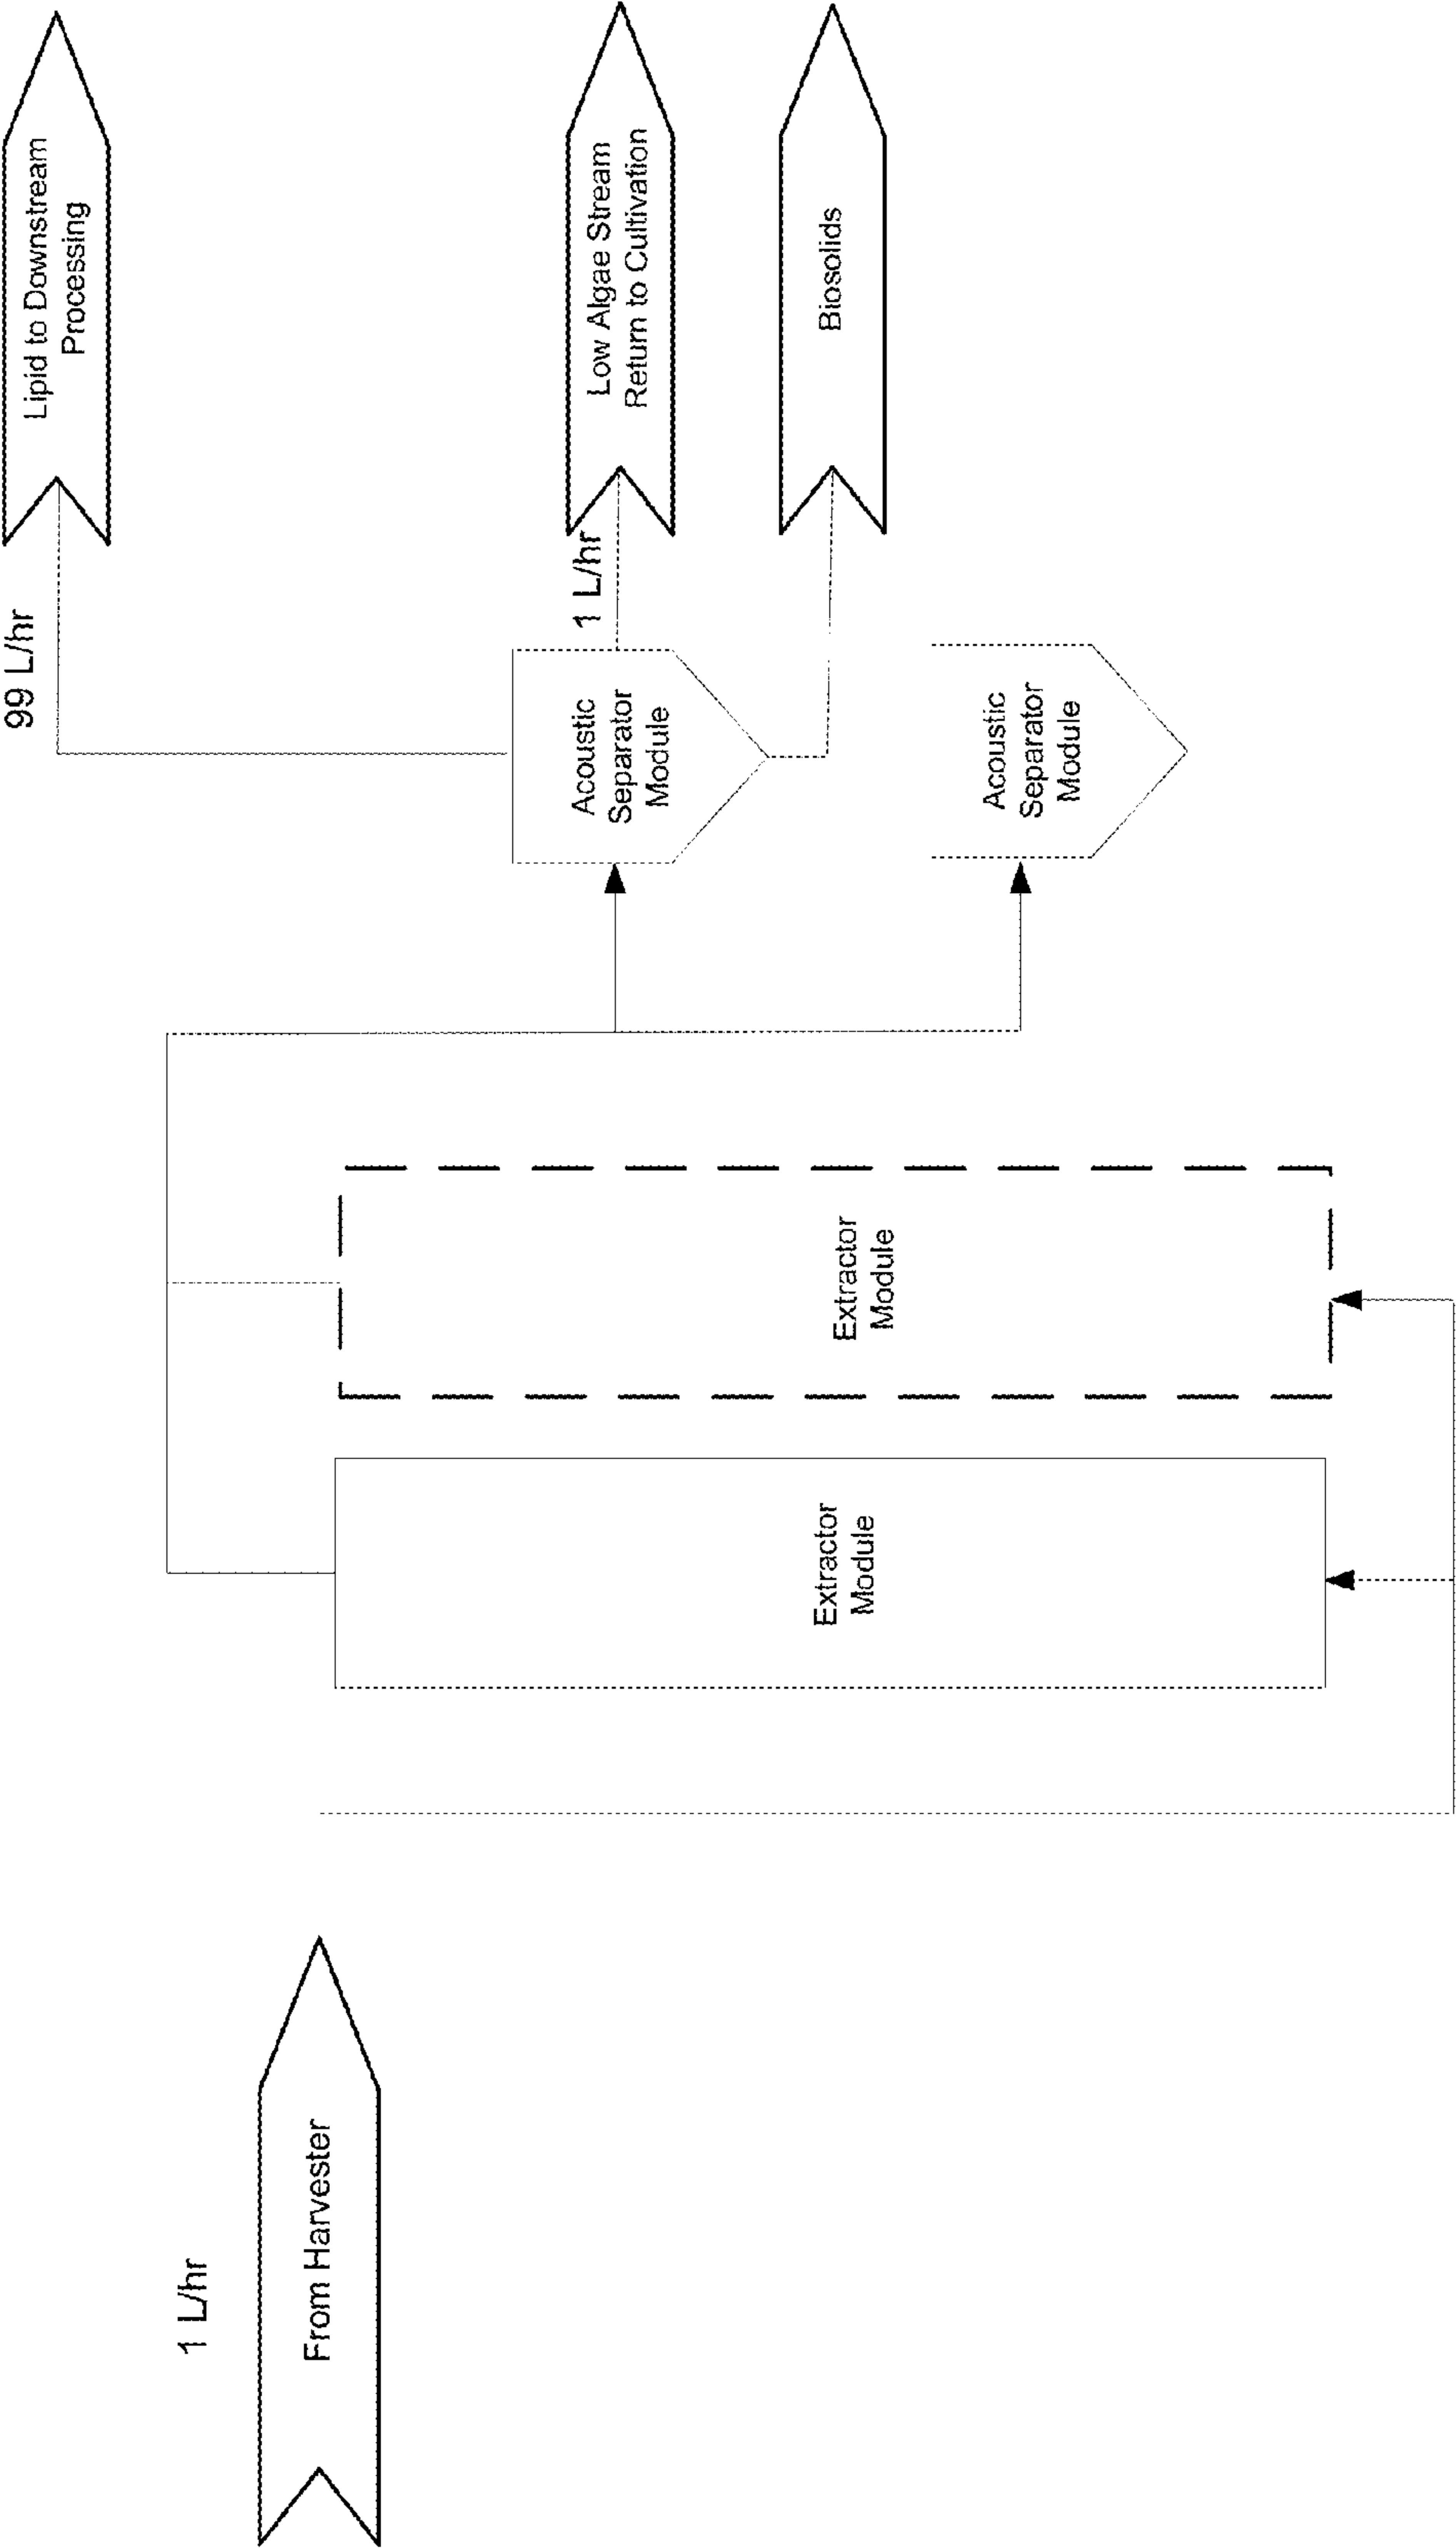 99 L/hr
Lipid to Downstream
Processing
1 L/hr
From Harvester
Extractor
Module
Extractor
Module
Acoustic
Separator
Module
1 L/hr
Low Algae Stream
Return to Cultivation
Biosolids
Acoustic
Separator
Module